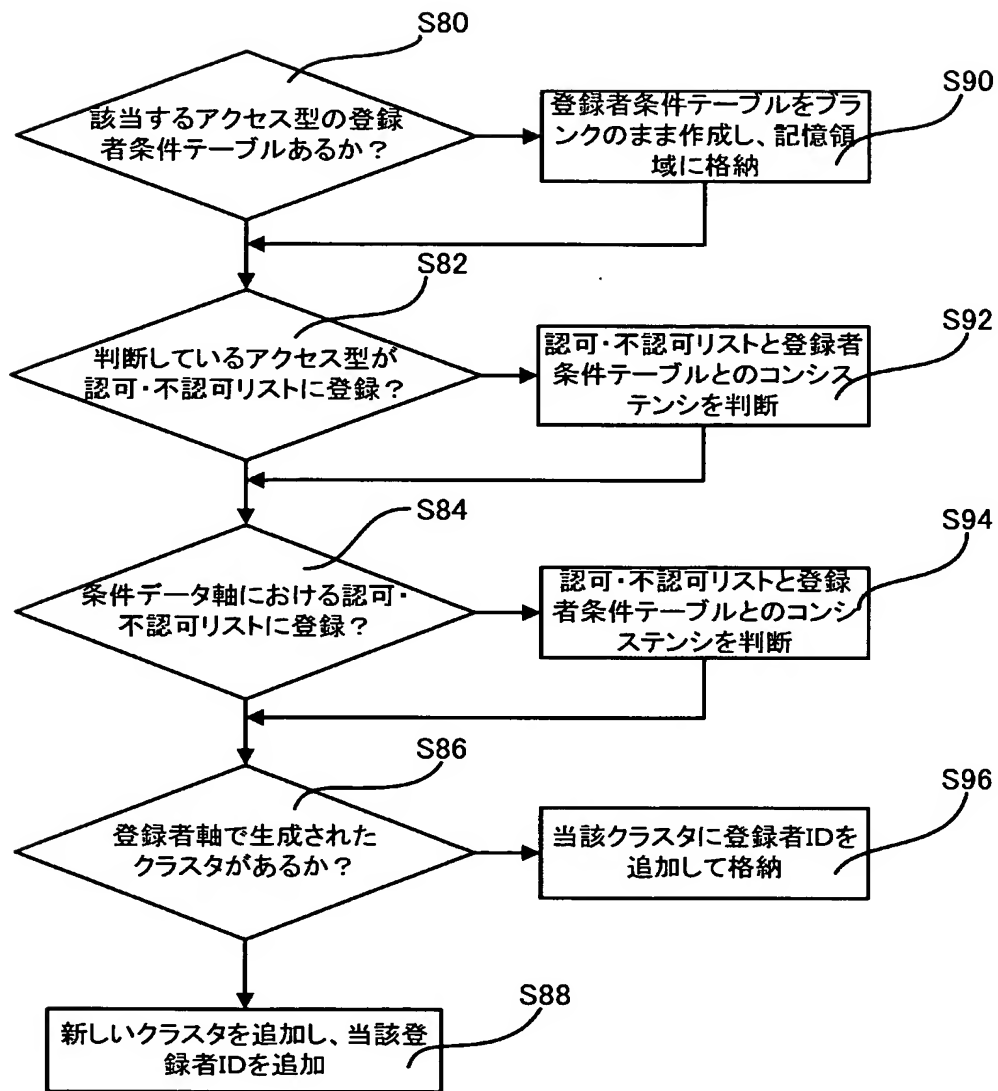 S80
該当するアクセス型の登録
者条件テーブルあるか？
S90
登録者条件テーブルをブラ
ンクのまま作成し、記憶領
域に格納
S82
判断しているアクセス型が
認可・不認可リストに登録？
S92
認可・不認可リストと登録者
条件テーブルとのコンシス
テンシを判断
S84
条件データ軸における認可・
不認可リストに登録？
S94
認可・不認可リストと登録
者条件テーブルとのコンシ
ステンシを判断
S86
登録者軸で生成された
クラスタがあるか？
S96
当該クラスタに登録者IDを
追加して格納
S88
新しいクラスタを追加し、当該登
録者IDを追加